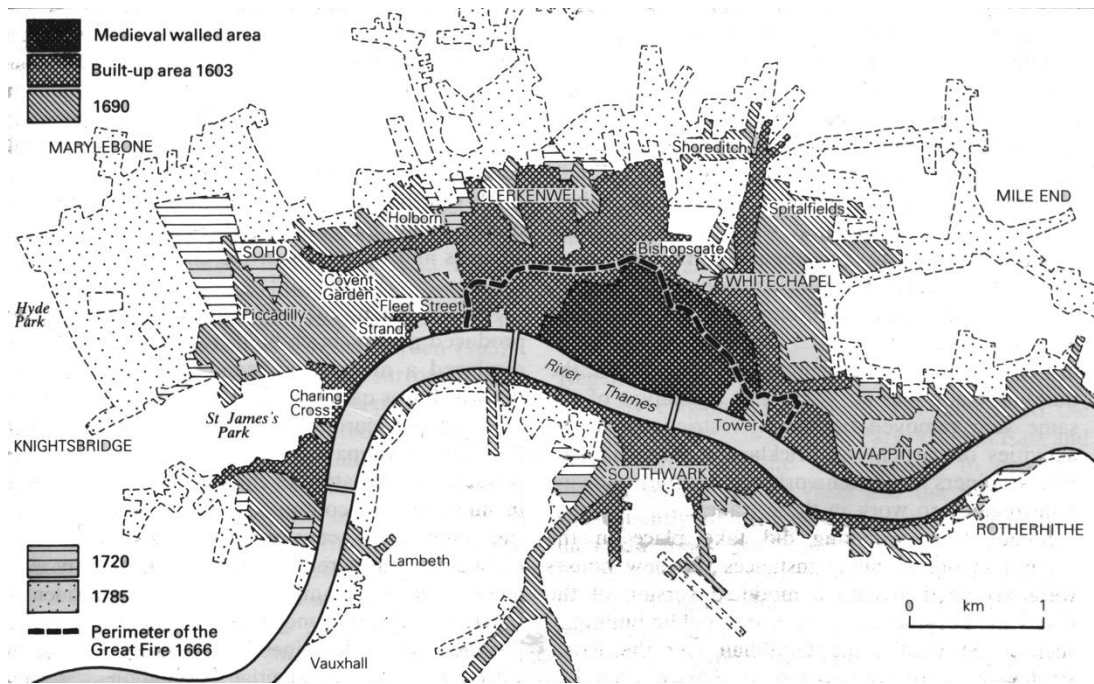 Medieval walled area
Built-up area 1603
1690
MARYLEBONE
Shoreditch
MILE END
CLERKENWELL
Holborn
Spitalfields
SOHO
Bishopsgate
WHITECHAPEL
Covent
Garden
Hyde
Park
Piccadilly
Fleet Street
Strand
River
Thames
Charing
Cross
St James's
Park
Tower
KNIGHTSBRIDGE
WAPPING
SOUTHWARK
ROTHERHITHE
1720
Lambeth
1785
0 km 1
Perimeter of the
Great Fire 1666
Vauxhall